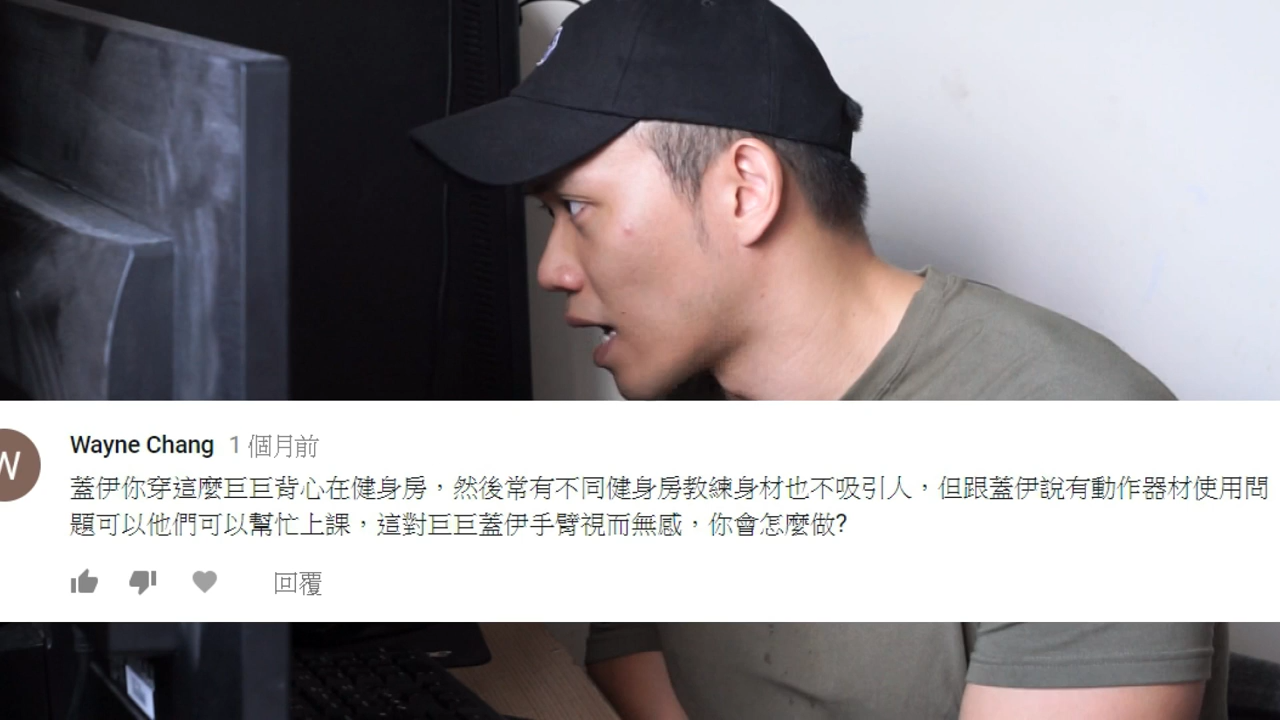 W
Wayne Chang 1 個月前
蓋伊你穿這麼巨巨背心在健身房，然後常有不同健身房教練身材也不吸引人，但跟蓋伊說有動作器材使用問
題可以他們可以幫忙上課，這對巨巨蓋伊手臂視而無感，你會怎麼做?
回覆